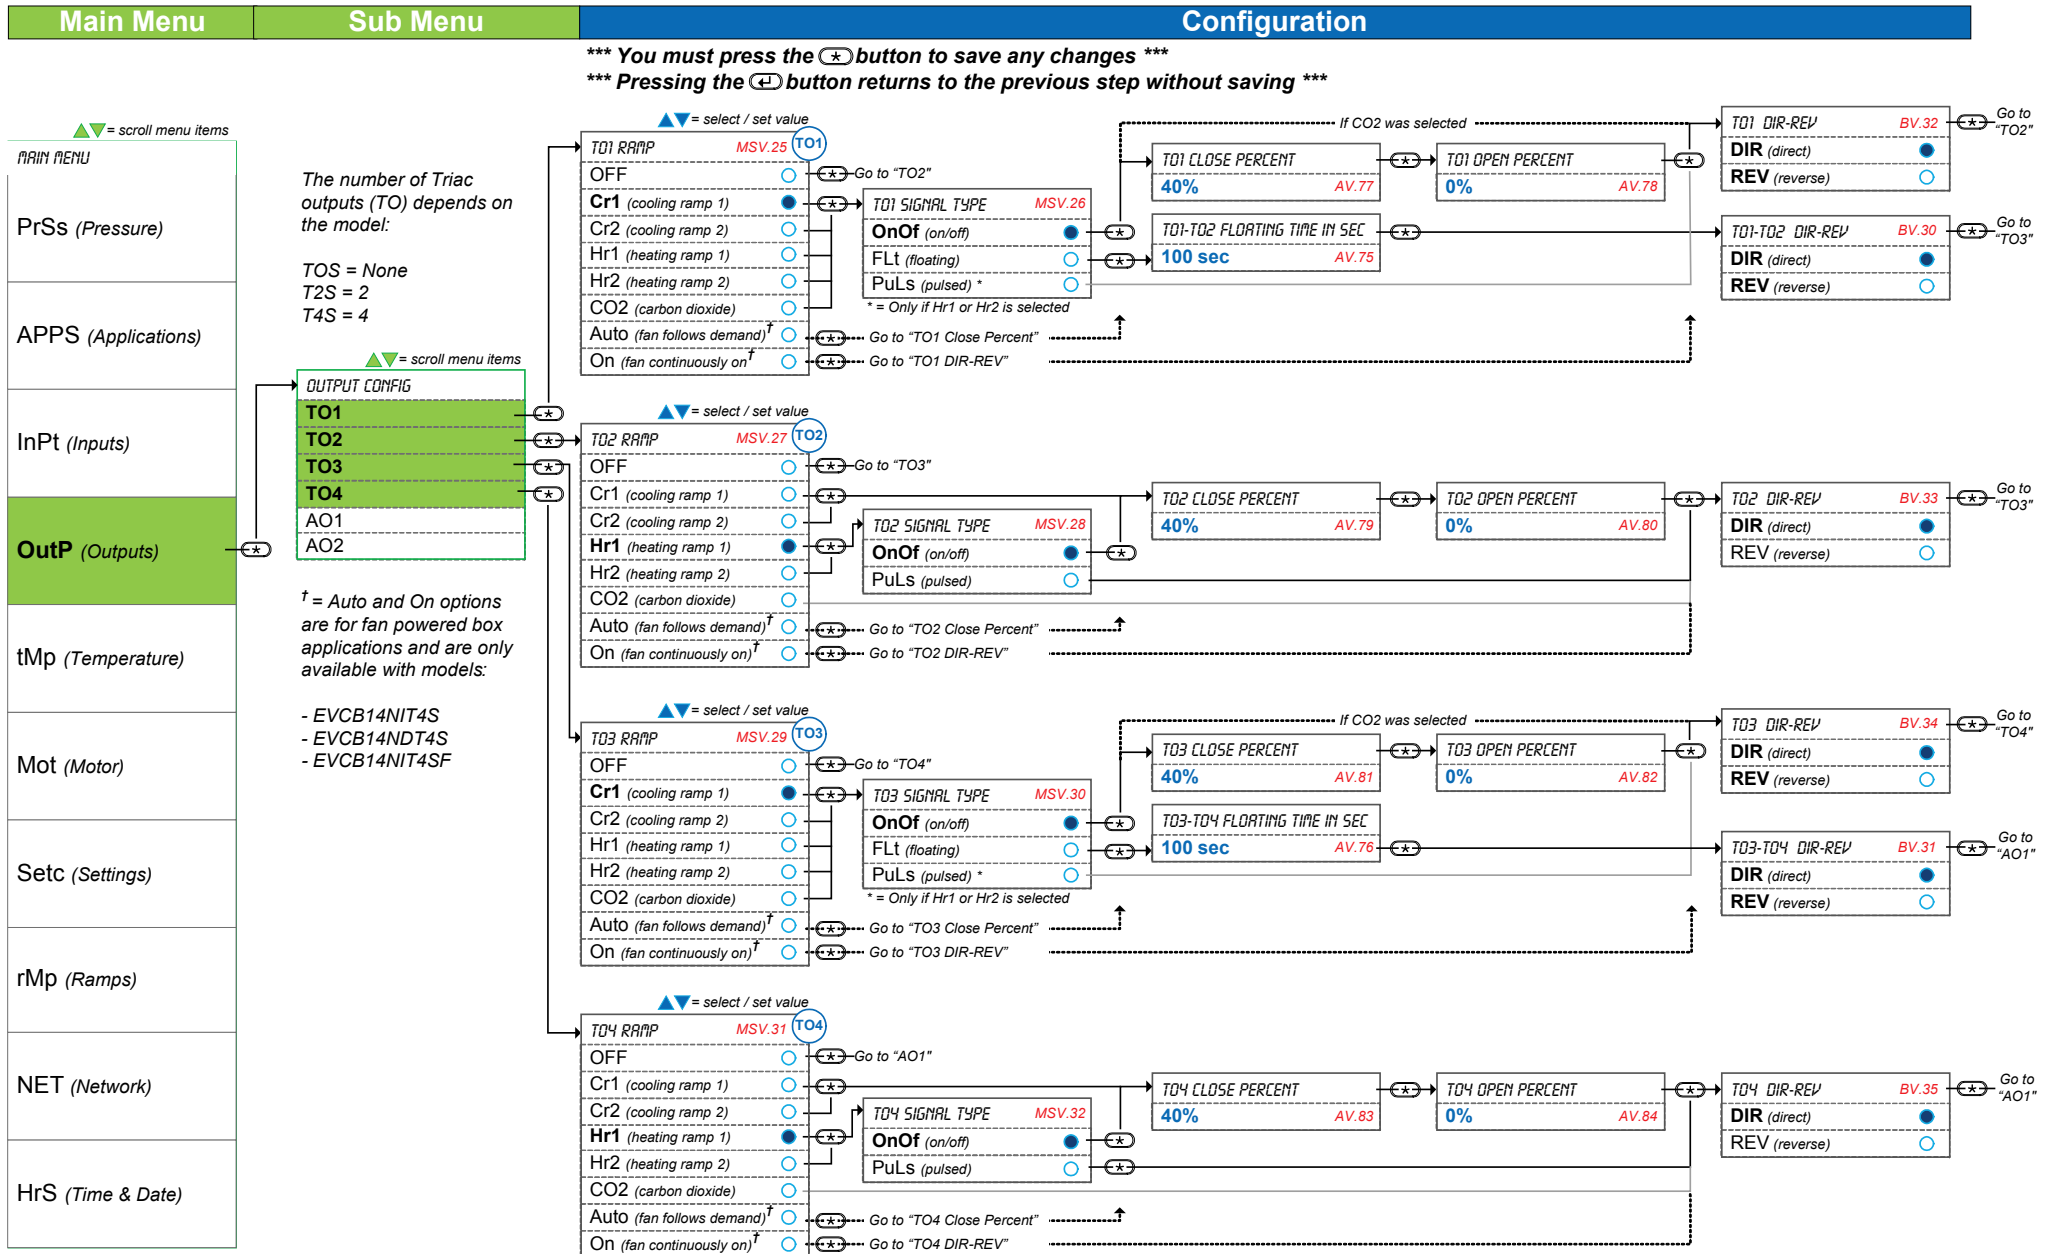 Main Menu
Sub Menu
Configuration
*** You must press the * button to save any changes ***
*** Pressing the ↵ button returns to the previous step without saving ***
▲▼= scroll menu items
MAIN MENU
PrSs (Pressure)
APPS (Applications)
InPt (Inputs)
OutP (Outputs)
*
tMp (Temperature)
Mot (Motor)
Setc (Settings)
rMp (Ramps)
NET (Network)
HrS (Time & Date)
The number of Triac
outputs (TO) depends on
the model:
TOS = None
T2S = 2
T4S = 4
▲▼= scroll menu items
OUTPUT CONFIG
TO1 *
TO2 *
TO3 *
TO4 *
AO1
AO2
† = Auto and On options
are for fan powered box
applications and are only
available with models:
- EVCB14NIT4S
- EVCB14NDT4S
- EVCB14NIT4SF
▲▼= select / set value
TO1 RAMP MSV.25 TO1
OFF * Go to “TO2"
Cr1 (cooling ramp 1) *
Cr2 (cooling ramp 2)
Hr1 (heating ramp 1)
Hr2 (heating ramp 2)
CO2 (carbon dioxide)
Auto (fan follows demand)† * Go to “TO1 Close Percent”
On (fan continuously on† * Go to “TO1 DIR-REV”
TO1 SIGNAL TYPE MSV.26
OnOf (on/off) *
FLt (floating) *
PuLs (pulsed) *
* = Only if Hr1 or Hr2 is selected
If CO2 was selected
TO1 CLOSE PERCENT *
40% AV.77
TO1 OPEN PERCENT *
0% AV.78
TO1-TO2 FLOATING TIME IN SEC *
100 sec AV.75
TO1 DIR-REV BV.32 * Go to
“TO2"
DIR (direct)
REV (reverse)
TO1-TO2 DIR-REV BV.30 * Go to
“TO3"
DIR (direct)
REV (reverse)
▲▼= select / set value
TO2 RAMP MSV.27 TO2
OFF * Go to “TO3"
Cr1 (cooling ramp 1) *
Cr2 (cooling ramp 2)
Hr1 (heating ramp 1) *
Hr2 (heating ramp 2)
CO2 (carbon dioxide)
Auto (fan follows demand)† * Go to “TO2 Close Percent”
On (fan continuously on)† * Go to “TO2 DIR-REV”
TO2 SIGNAL TYPE MSV.28
OnOf (on/off) *
PuLs (pulsed)
TO2 CLOSE PERCENT *
40% AV.79
TO2 OPEN PERCENT *
0% AV.80
TO2 DIR-REV BV.33 * Go to
“TO3"
DIR (direct)
REV (reverse)
▲▼= select / set value
TO3 RAMP MSV.29 TO3
OFF * Go to “TO4"
Cr1 (cooling ramp 1) *
Cr2 (cooling ramp 2)
Hr1 (heating ramp 1)
Hr2 (heating ramp 2)
CO2 (carbon dioxide)
Auto (fan follows demand)† * Go to “TO3 Close Percent”
On (fan continuously on)† * Go to “TO3 DIR-REV”
TO3 SIGNAL TYPE MSV.30
OnOf (on/off) *
FLt (floating) *
PuLs (pulsed) *
* = Only if Hr1 or Hr2 is selected
If CO2 was selected
TO3 CLOSE PERCENT *
40% AV.81
TO3 OPEN PERCENT *
0% AV.82
TO3-TO4 FLOATING TIME IN SEC
100 sec AV.76 *
TO3 DIR-REV BV.34 * Go to
“TO4"
DIR (direct)
REV (reverse)
TO3-TO4 DIR-REV BV.31 * Go to
“AO1"
DIR (direct)
REV (reverse)
▲▼= select / set value
TO4 RAMP MSV.31 TO4
OFF * Go to “AO1"
Cr1 (cooling ramp 1) *
Cr2 (cooling ramp 2)
Hr1 (heating ramp 1) *
Hr2 (heating ramp 2)
CO2 (carbon dioxide)
Auto (fan follows demand)† * Go to “TO4 Close Percent”
On (fan continuously on)† * Go to “TO4 DIR-REV”
TO4 SIGNAL TYPE MSV.32
OnOf (on/off) *
PuLs (pulsed) *
TO4 CLOSE PERCENT *
40% AV.83
TO4 OPEN PERCENT *
0% AV.84
TO4 DIR-REV BV.35 * Go to
“AO1"
DIR (direct)
REV (reverse)